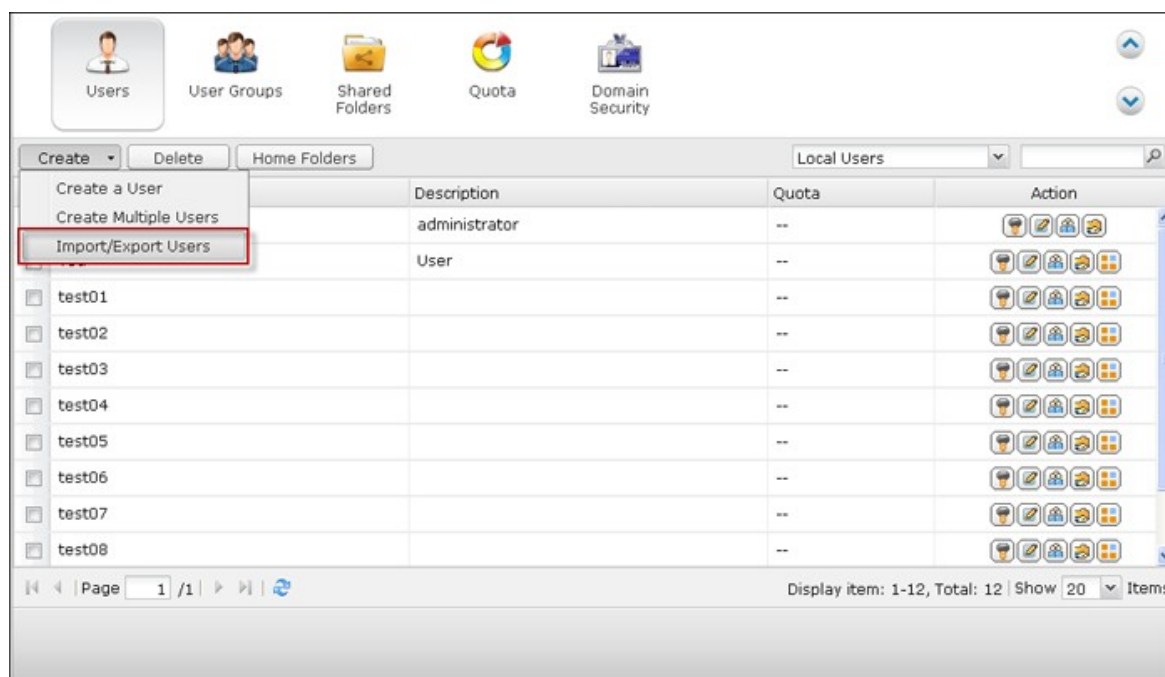 Users
User Groups
Shared
Folders
Quota
Domain
Security
Create
Delete
Home Folders
Local Users
Create a User
Create Multiple Users
Import/Export Users
Description
Quota
Action
administrator
--
User
--
test01
--
test02
--
test03
--
test04
--
test05
--
test06
--
test07
--
test08
--
Page 1 /1
Display item: 1-12, Total: 12 | Show 20 Items